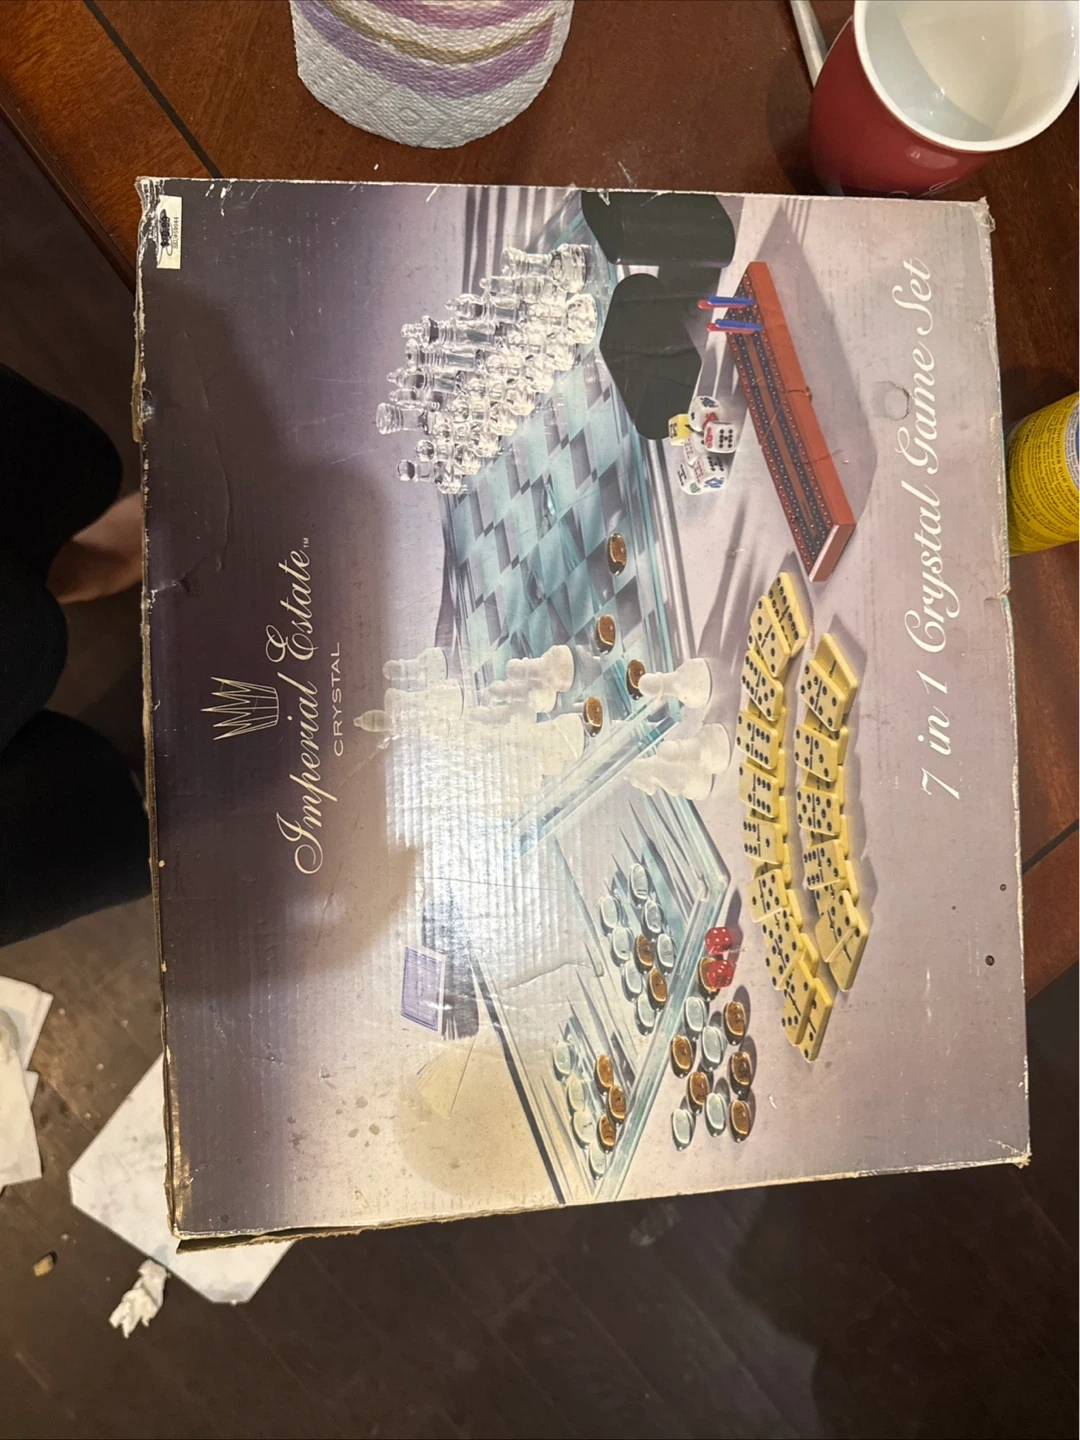 Imperial Estate™
CRYSTAL
7 in 1 Crystal Game Set